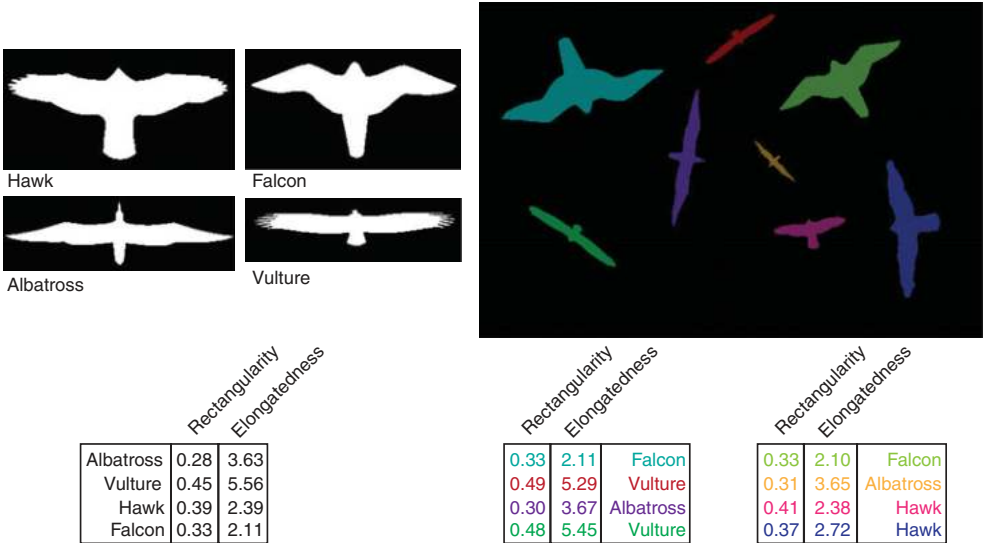 Hawk
Falcon
Albatross
Vulture
Rectangularity
Elongatedness
Albatross 0.28 3.63
Vulture 0.45 5.56
Hawk 0.39 2.39
Falcon 0.33 2.11
Rectangularity
Elongatedness
0.33 2.11 Falcon
0.49 5.29 Vulture
0.30 3.67 Albatross
0.48 5.45 Vulture
Rectangularity
Elongatedness
0.33 2.10 Falcon
0.31 3.65 Albatross
0.41 2.38 Hawk
0.37 2.72 Hawk